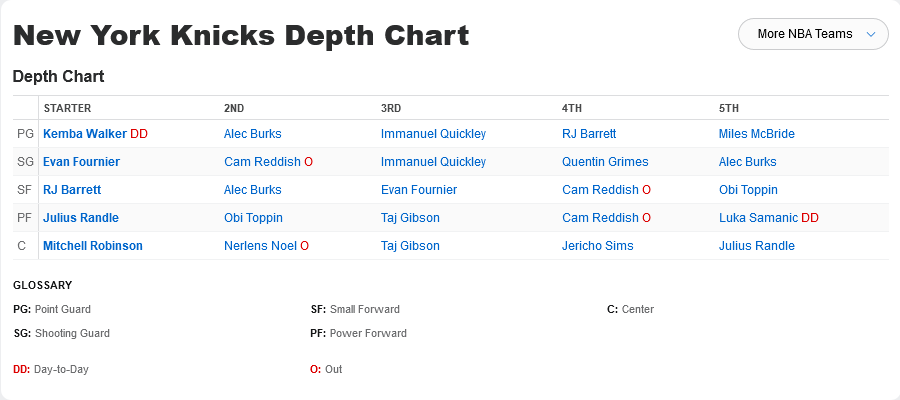 New York Knicks Depth Chart
More NBA Teams
Depth Chart
STARTER 2ND 3RD 4TH 5TH
PG Kemba Walker DD Alec Burks Immanuel Quickley RJ Barrett Miles McBride
SG Evan Fournier Cam Reddish O Immanuel Quickley Quentin Grimes Alec Burks
SF RJ Barrett Alec Burks Evan Fournier Cam Reddish O Obi Toppin
PF Julius Randle Obi Toppin Taj Gibson Cam Reddish O Luka Samanic DD
C Mitchell Robinson Nerlens Noel O Taj Gibson Jericho Sims Julius Randle
GLOSSARY
PG: Point Guard SF: Small Forward C: Center
SG: Shooting Guard PF: Power Forward
DD: Day-to-Day O: Out